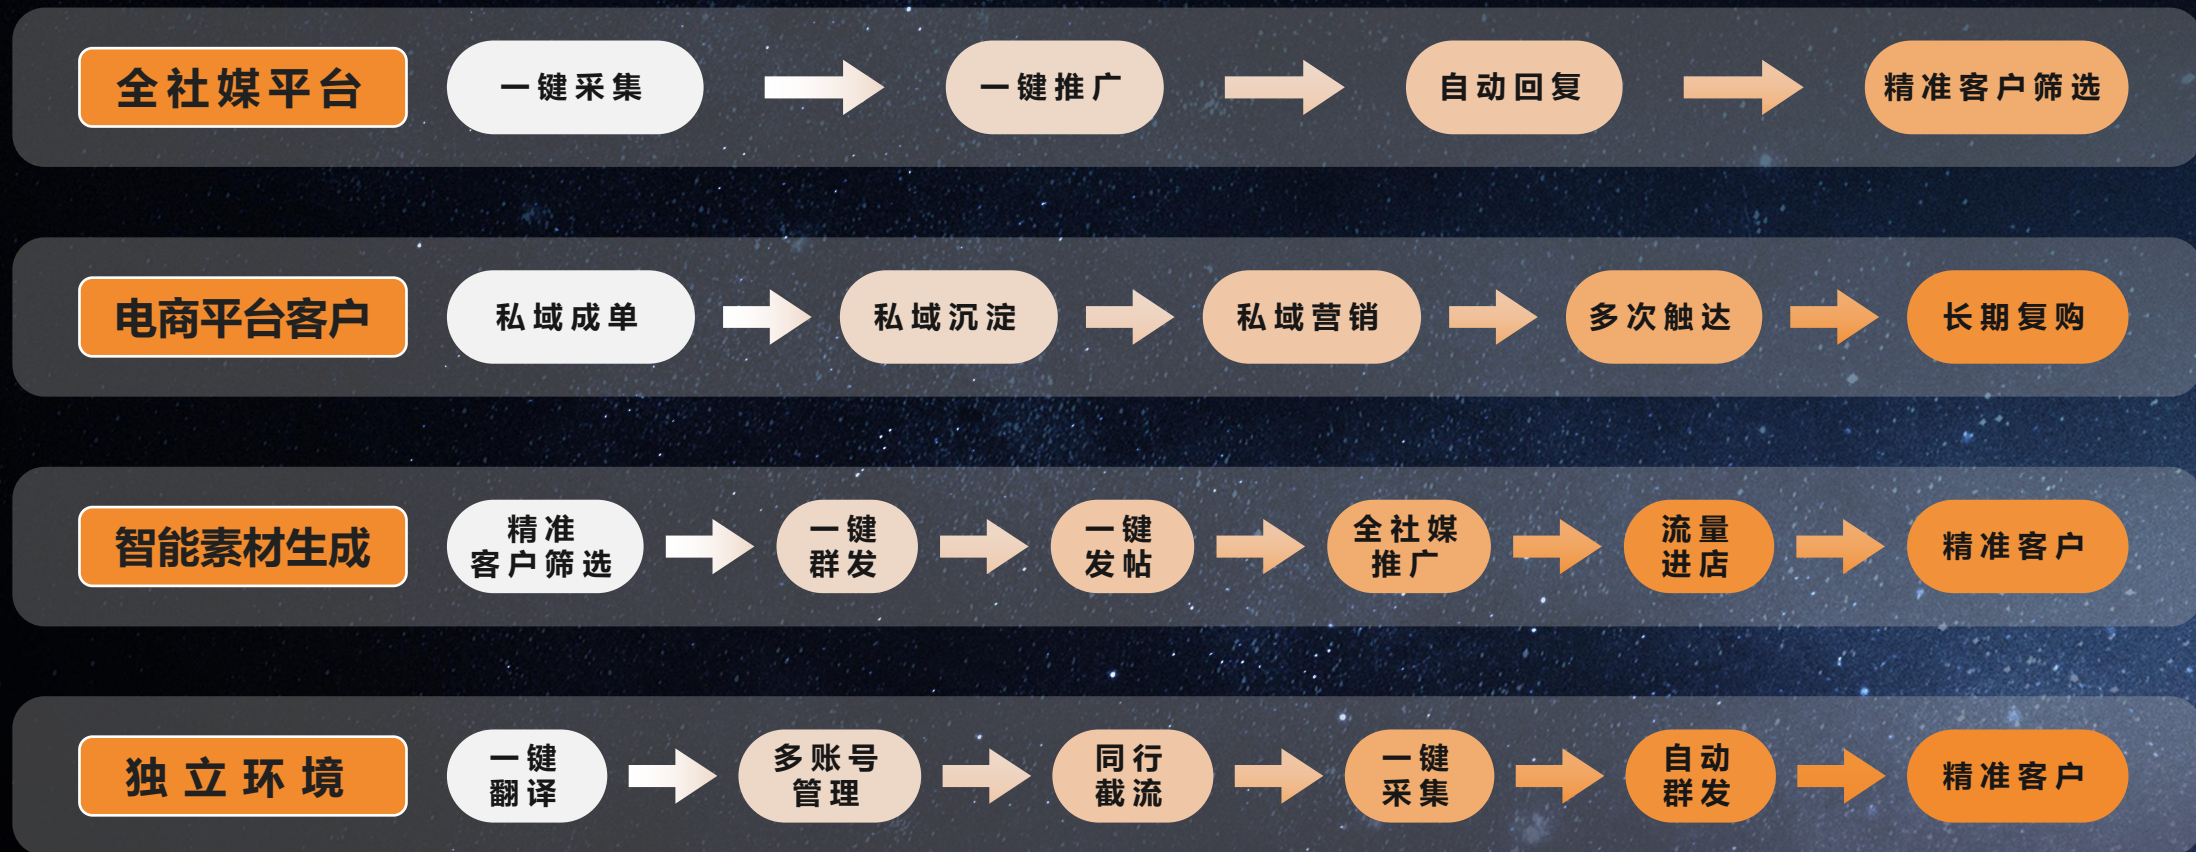 全社媒平台
一键采集
一键推广
自动回复
精准客户筛选
电商平台客户
私域成单
私域沉淀
私域营销
多次触达
长期复购
智能素材生成
精准
客户筛选
一键
群发
一键
发帖
全社媒
推广
流量
进店
精准客户
独立环境
一键
翻译
多账号
管理
同行
截流
一键
采集
自动
群发
精准客户